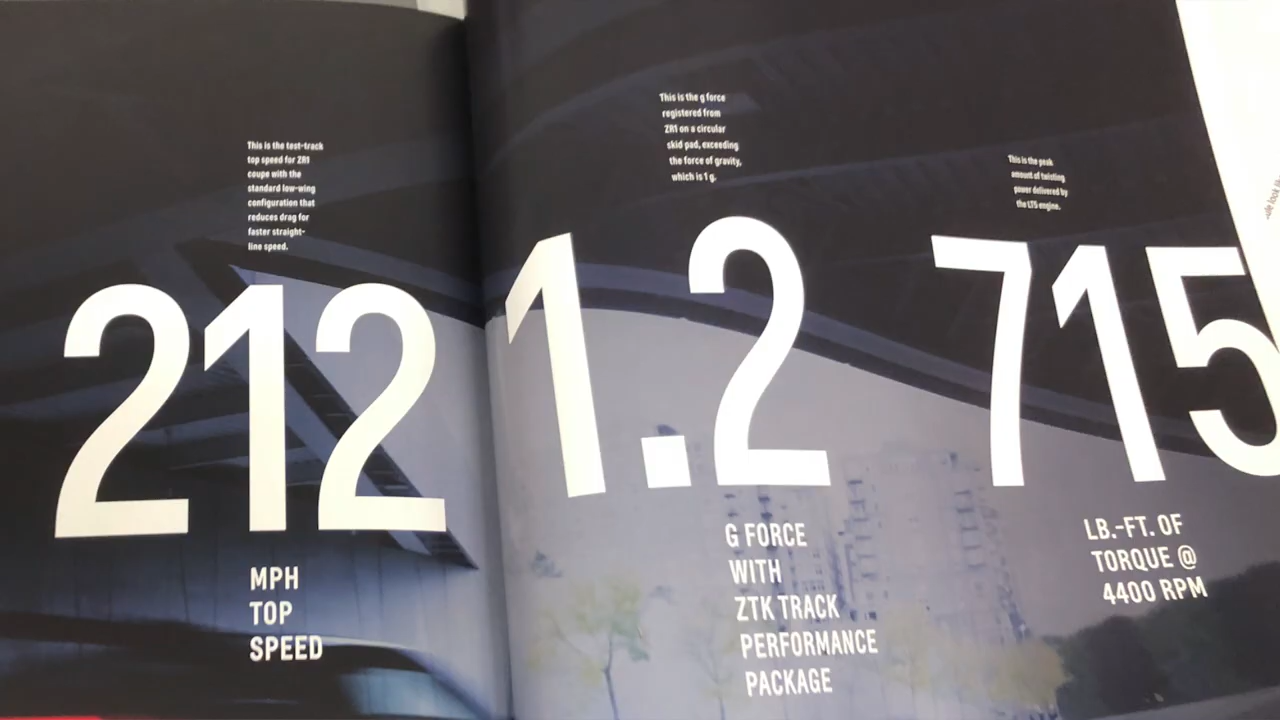 This is the test-track
top speed for ZR1
coupe with the
standard low-wing
configuration that
reduces drag for
faster straight-
line speed.
212
MPH
TOP
SPEED
This is the g force
registered from
ZR1 on a circular
skid pad, exceeding
the force of gravity,
which is 1 g.
1.2
G FORCE
WITH
ZTK TRACK
PERFORMANCE
PACKAGE
This is the peak
amount of twisting
power delivered by
the LT5 engine.
715
LB.-FT. OF
TORQUE @
4400 RPM